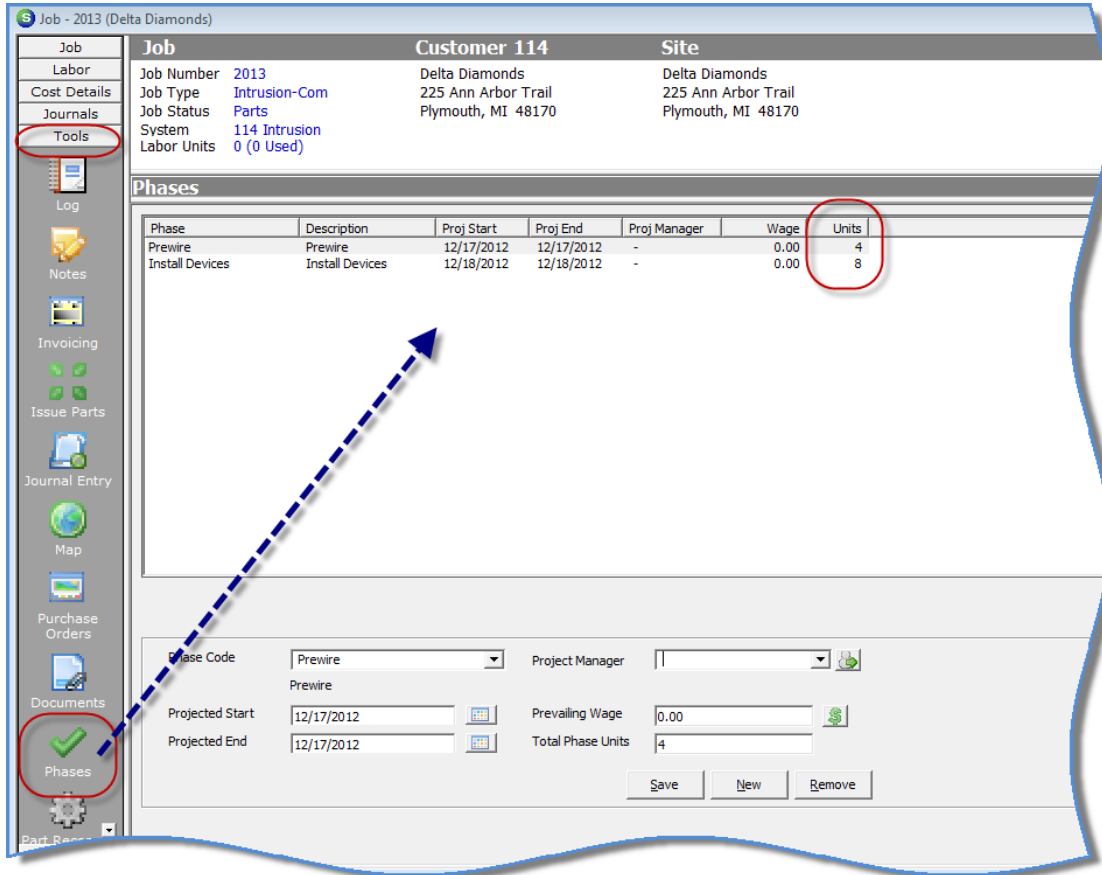 Job - 2013 (Delta Diamonds)
Job
Labor
Cost Details
Journals
Tools
Log
Notes
Invoicing
Issue Parts
Journal Entry
Map
Purchase
Orders
Documents
Phases
Part
Job Customer 114 Site
Job Number 2013 Delta Diamonds Delta Diamonds
Job Type Intrusion-Com 225 Ann Arbor Trail 225 Ann Arbor Trail
Job Status Parts Plymouth, MI 48170 Plymouth, MI 48170
System 114 Intrusion
Labor Units 0 (0 Used)
Phases
Phase Description Proj Start Proj End Proj Manager Wage Units
Prewire Prewire 12/17/2012 12/17/2012 - 0.00 4
Install Devices Install Devices 12/18/2012 12/18/2012 - 0.00 8
Phase Code Prewire Project Manager
Prewire
Projected Start 12/17/2012 Prevailing Wage 0.00
Projected End 12/17/2012 Total Phase Units 4
Save New Remove